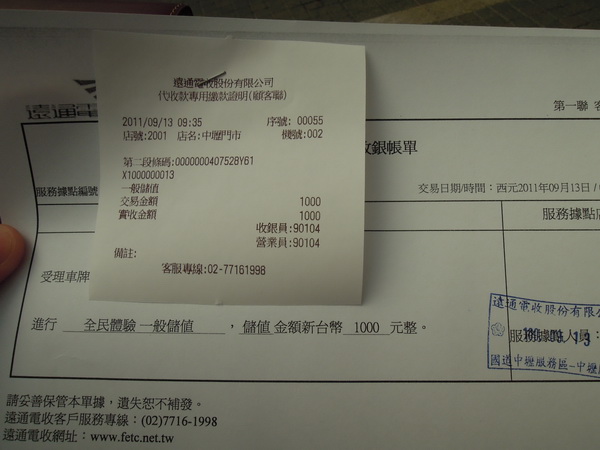 遠通電收股份有限公司
代收款專用繳款證明(顧客聯)
2011/09/13 09:35 序號: 00055
店號:2001 店名:中壢門市 機號:002
第二段條碼:0000000407528Y61
X1000000013
一般儲值
交易金額 1000
實收金額 1000
收銀員:90104
營業員:90104
備註:
客服專線:02-77161998
遠通電
第一聯
收銀帳單
服務據點編號
交易日期/時間：西元2011年09月13日/
服務據點
受理車牌
進行 全民體驗 一般儲值 ，儲值 金額新台幣 1000 元整。
遠通電收股份有限公
服務據點人員：
國道中壢服務區-中壢
請妥善保管本單據，遺失恕不補發。
遠通電收客戶服務專線：(02)7716-1998
遠通電收網址：www.fetc.net.tw